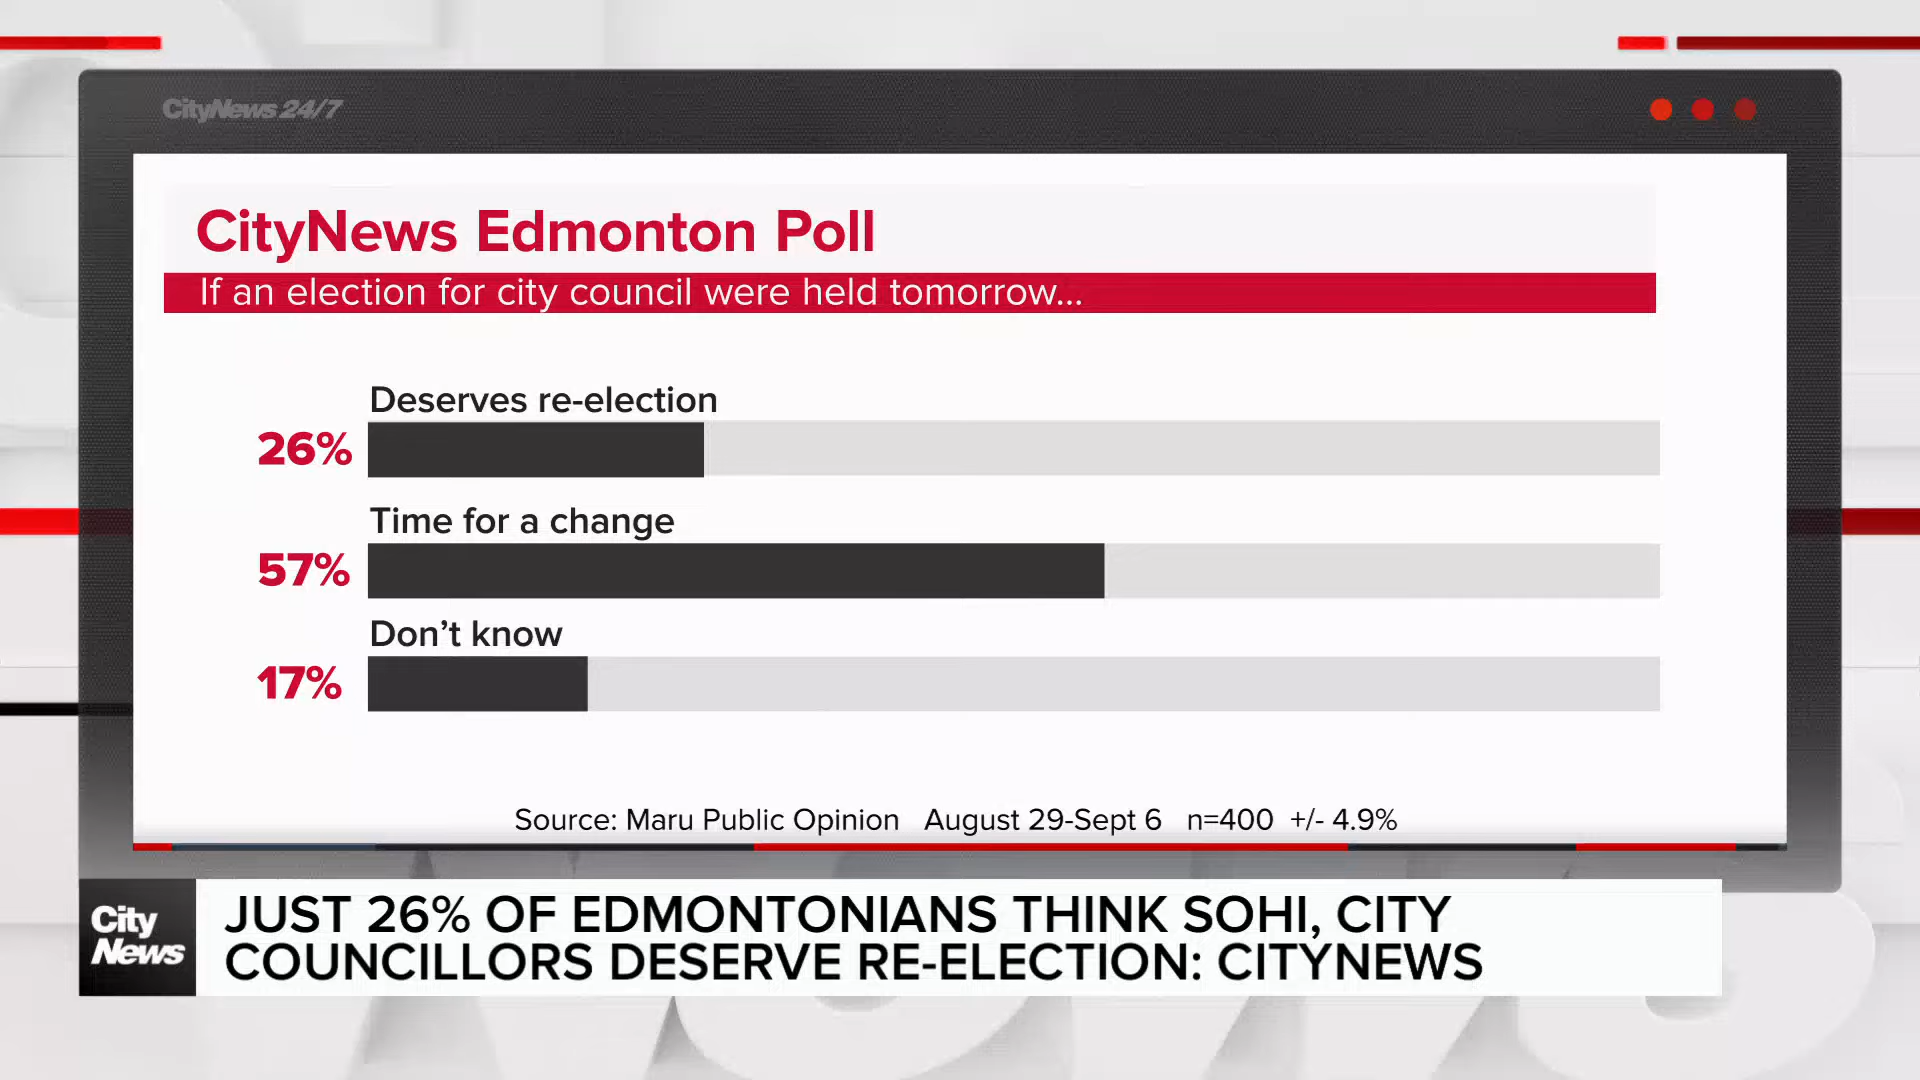 CityNews 24/7
CityNews Edmonton Poll
If an election for city council were held tomorrow...
Deserves re-election
26%
Time for a change
57%
Don’t know
17%
Source: Maru Public Opinion August 29-Sept 6 n=400 +/- 4.9%
City
News
JUST 26% OF EDMONTONIANS THINK SOHI, CITY
COUNCILLORS DESERVE RE-ELECTION: CITYNEWS